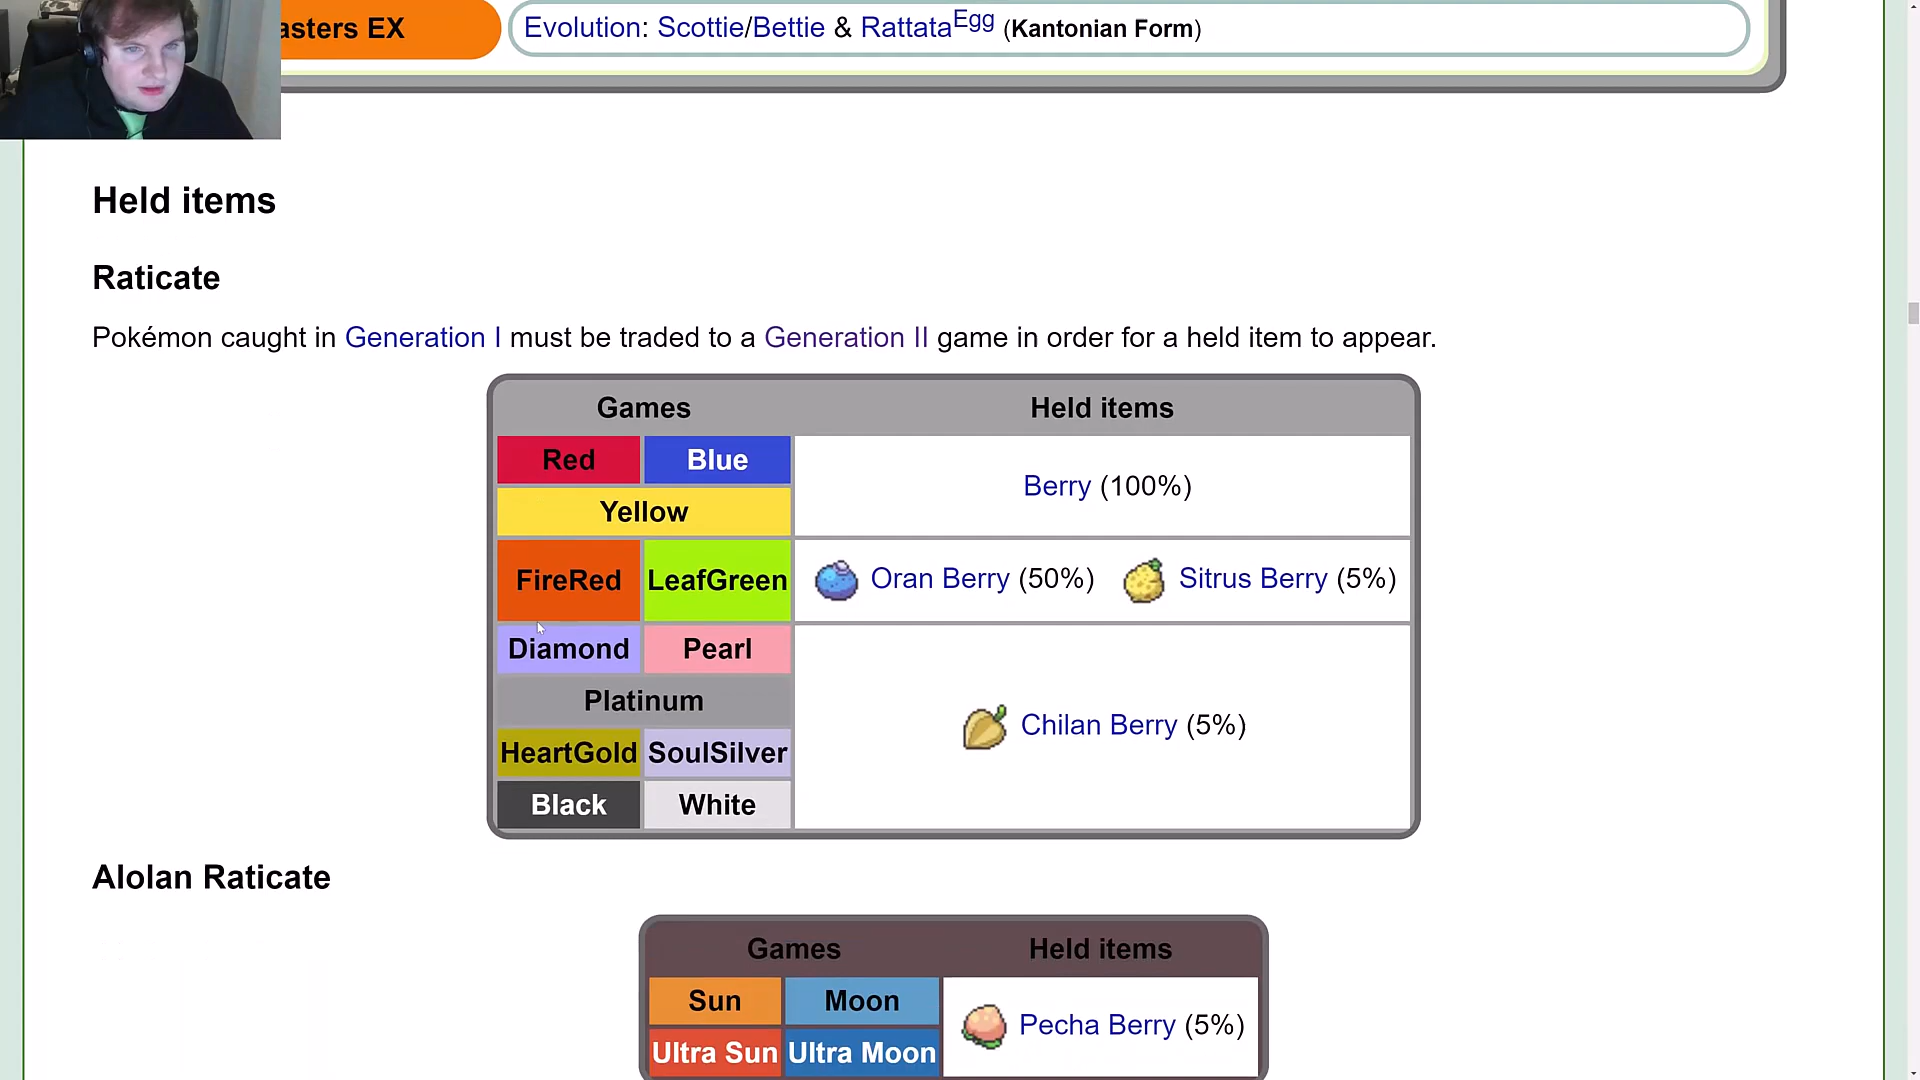 asters EX
Evolution: Scottie/Bettie & RattataEgg (Kantonian Form)
Held items
Raticate
Pokémon caught in Generation I must be traded to a Generation II game in order for a held item to appear.
Games Held items
Red Blue
Berry (100%)
Yellow
FireRed LeafGreen Oran Berry (50%) Sitrus Berry (5%)
Diamond Pearl
Platinum
Chilan Berry (5%)
HeartGold SoulSilver
Black White
Alolan Raticate
Games Held items
Sun Moon
Pecha Berry (5%)
Ultra Sun Ultra Moon